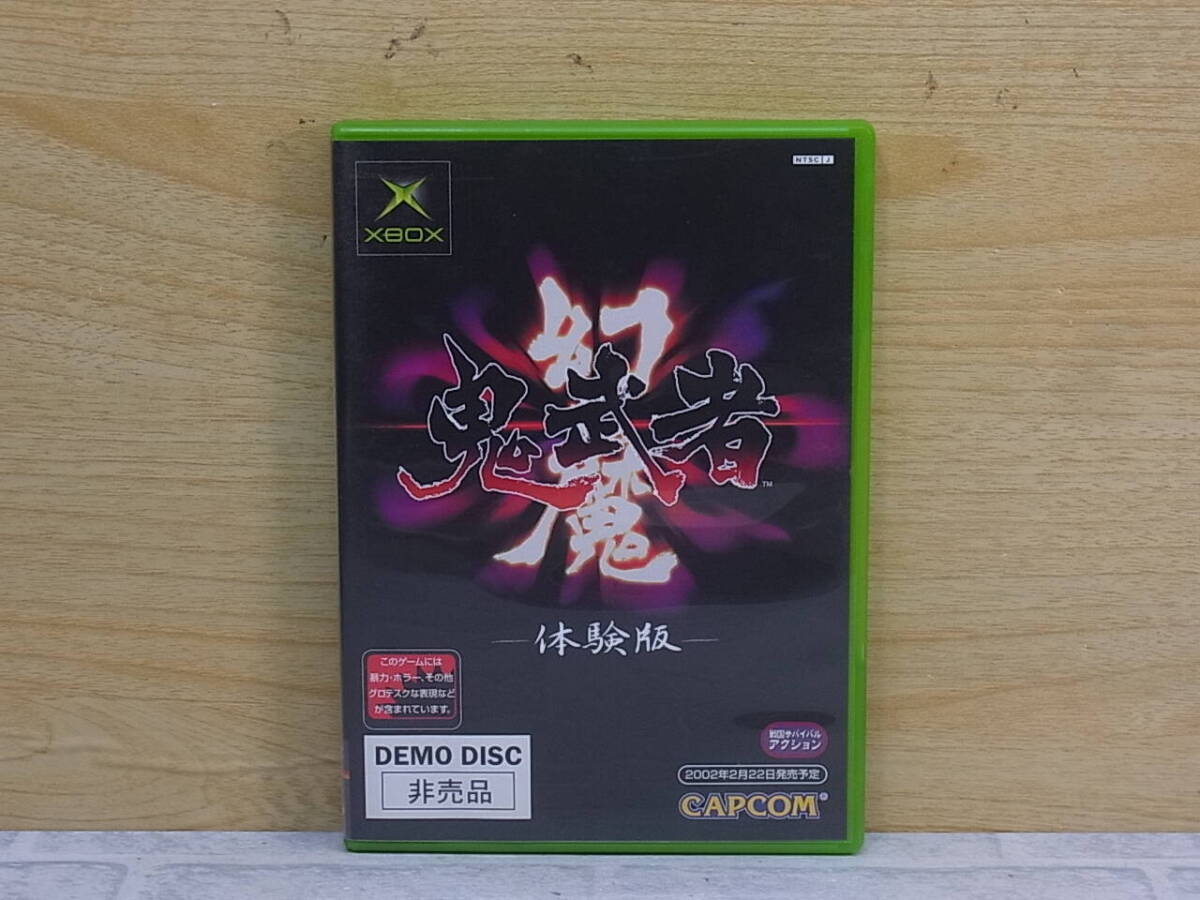 NTSC J
XBOX
幻
鬼武者
TM
魔
体験版
このゲームには
暴力・ホラー、その他
グロテスクな表現など
が含まれています。
DEMO DISC
非売品
戦国サバイバル
アクション
2002年2月22日発売予定
CAPCOM®